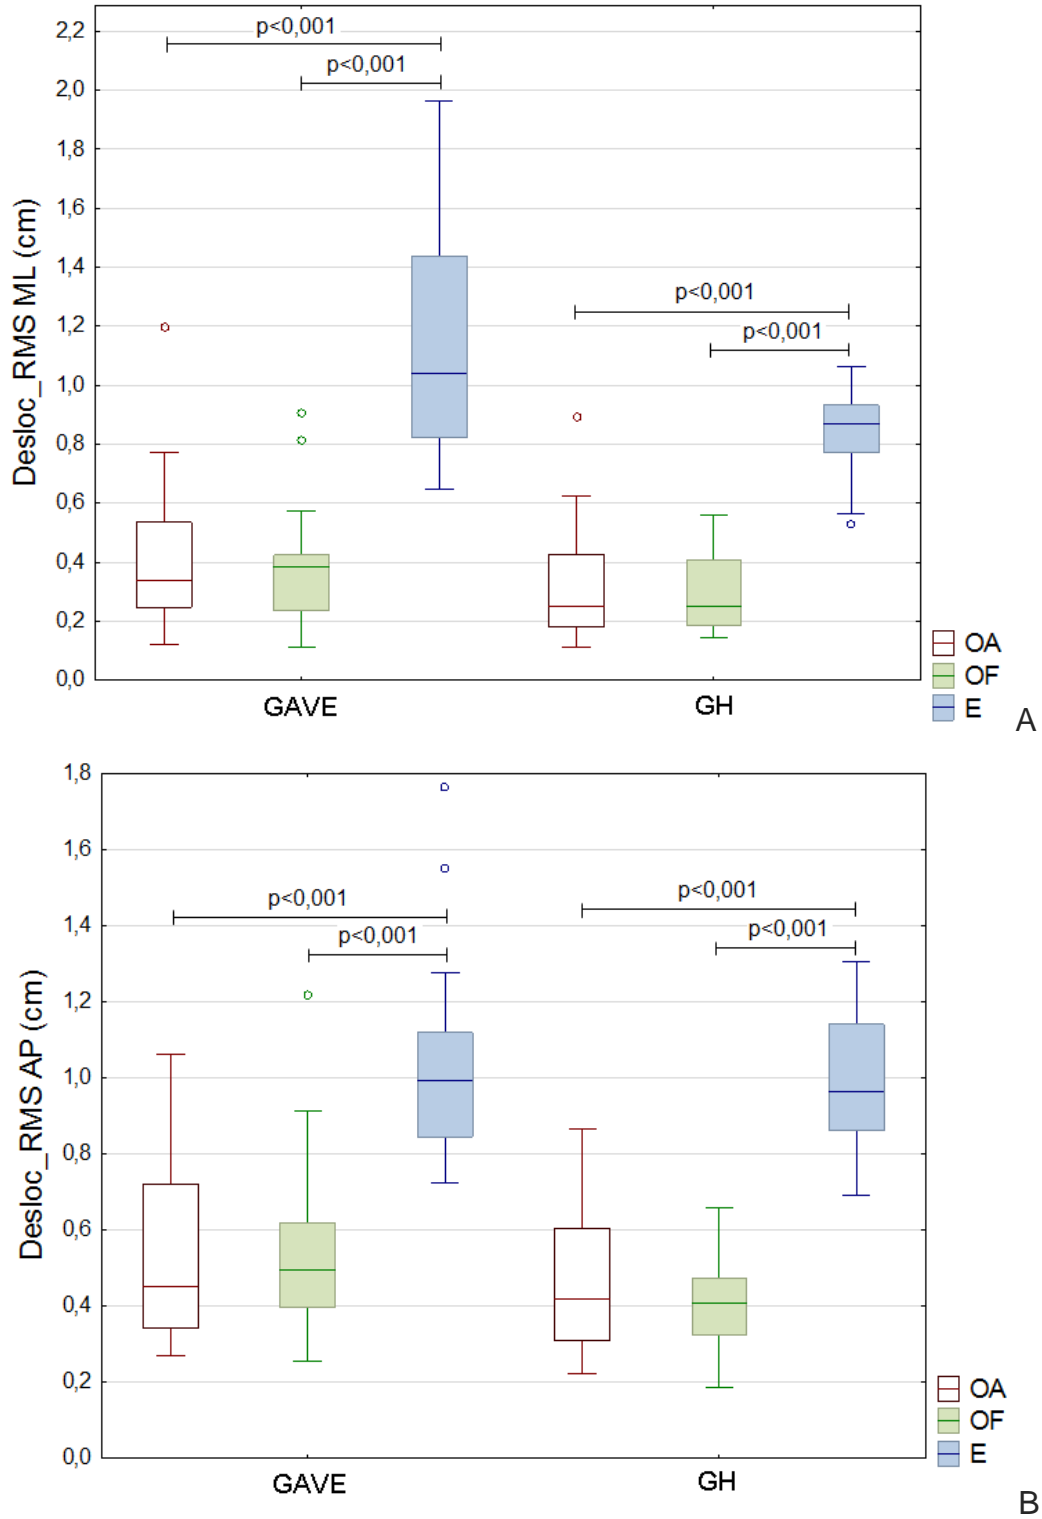 2,2
2,0
1,8
1,6
1,4
1,2
1,0
0,8
0,6
0,4
0,2
0,0
Desloc_RMS ML (cm)
p<0,001
p<0,001
p<0,001
p<0,001
GAVE
GH
OA
OF
E
A
1,8
1,6
1,4
1,2
1,0
0,8
0,6
0,4
0,2
0,0
Desloc_RMS AP (cm)
p<0,001
p<0,001
p<0,001
p<0,001
GAVE
GH
OA
OF
E
B